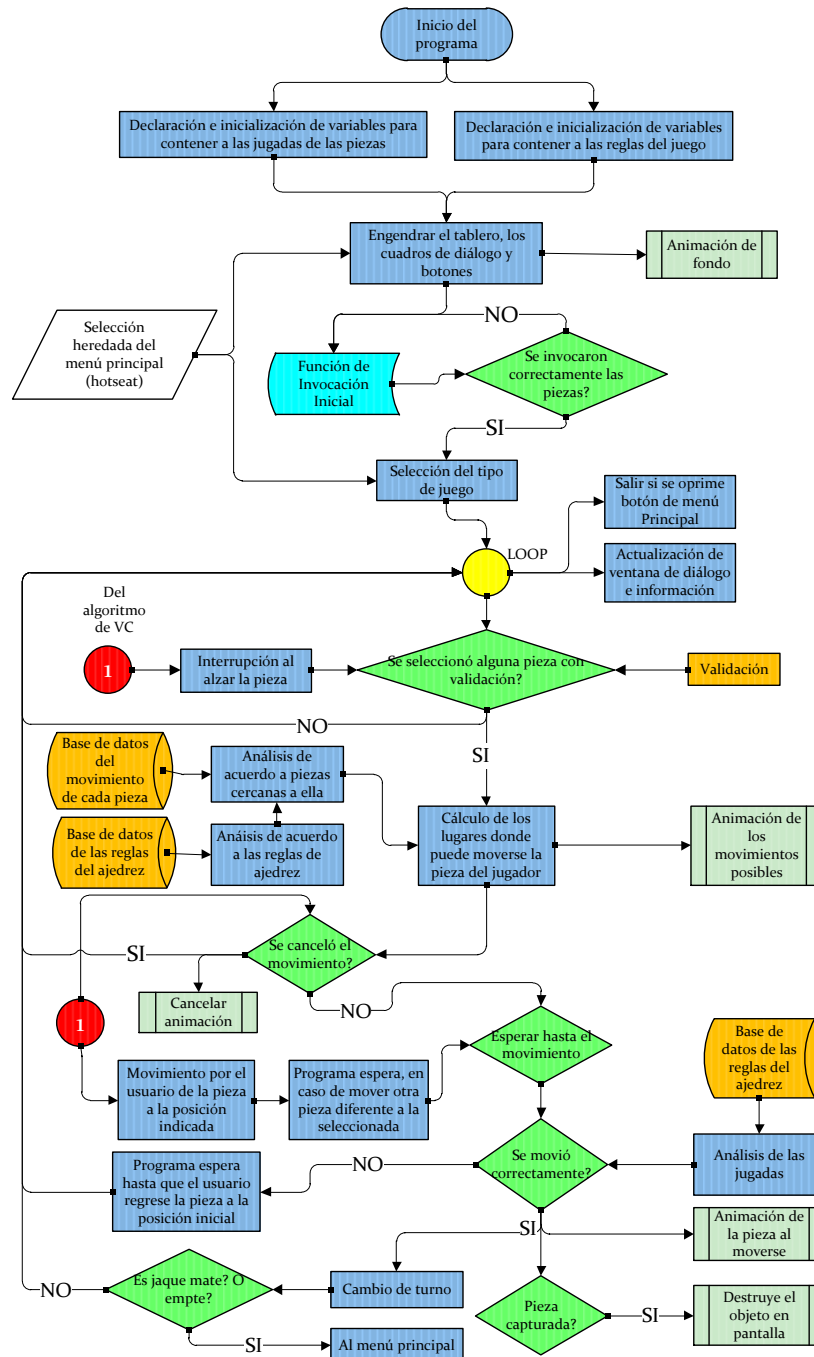 Inicio del
programa
Declaración e inicialización de variables para
contener a las jugadas de las piezas
Declaración e inicialización de variables
para contener a las reglas del juego
Engendrar el tablero, los
cuadros de diálogo y
botones
Animación de
fondo
Selección
heredada del
menú principal
(hotseat)
NO
Función de
Invocación
Inicial
Se invocaron
correctamente las
piezas?
SI
Selección del tipo
de juego
Salir si se oprime
botón de menú
Principal
LOOP
Actualización de
ventana de diálogo
e información
Del
algoritmo
de VC
1
Interrupción al
alzar la pieza
Se seleccionó alguna pieza con
validación?
Validación
NO
SI
Base de datos
del
movimiento
de cada pieza
Análisis de
acuerdo a piezas
cercanas a ella
Base de datos
de las reglas
del ajedrez
Anáisis de acuerdo
a las reglas de
ajedrez
Cálculo de los
lugares donde
puede moverse la
pieza del jugador
Animación de
los
movimientos
posibles
Se canceló el
movimiento?
SI
Cancelar
animación
NO
1
Esperar hasta el
movimiento
Base de
datos de las
reglas del
ajedrez
Movimiento por el
usuario de la pieza
a la posición
indicada
Programa espera, en
caso de mover otra
pieza diferente a la
seleccionada
Programa espera
hasta que el usuario
regrese la pieza a la
posición inicial
NO
Se movió
correctamente?
Análisis de las
jugadas
SI
Animación de
la pieza al
moverse
Es jaque mate? O
empte?
NO
Cambio de turno
Pieza
capturada?
SI
Destruye el
objeto en
pantalla
SI
Al menú principal